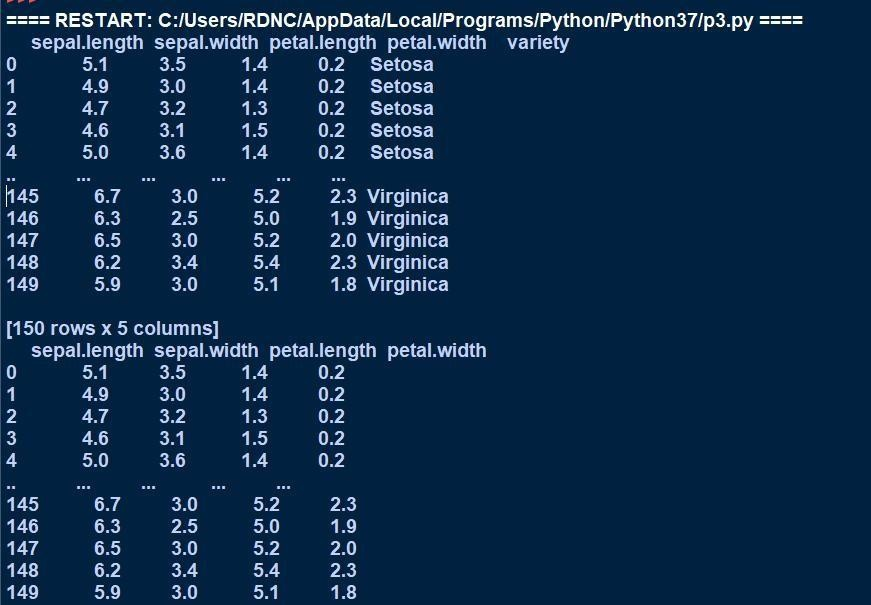 >>>
==== RESTART: C:/Users/RDNC/AppData/Local/Programs/Python/Python37/p3.py ====
sepal.length sepal.width petal.length petal.width variety
0 5.1 3.5 1.4 0.2 Setosa
1 4.9 3.0 1.4 0.2 Setosa
2 4.7 3.2 1.3 0.2 Setosa
3 4.6 3.1 1.5 0.2 Setosa
4 5.0 3.6 1.4 0.2 Setosa
.. ... ... ... ... ...
145 6.7 3.0 5.2 2.3 Virginica
146 6.3 2.5 5.0 1.9 Virginica
147 6.5 3.0 5.2 2.0 Virginica
148 6.2 3.4 5.4 2.3 Virginica
149 5.9 3.0 5.1 1.8 Virginica
[150 rows x 5 columns]
sepal.length sepal.width petal.length petal.width
0 5.1 3.5 1.4 0.2
1 4.9 3.0 1.4 0.2
2 4.7 3.2 1.3 0.2
3 4.6 3.1 1.5 0.2
4 5.0 3.6 1.4 0.2
.. ... ... ... ...
145 6.7 3.0 5.2 2.3
146 6.3 2.5 5.0 1.9
147 6.5 3.0 5.2 2.0
148 6.2 3.4 5.4 2.3
149 5.9 3.0 5.1 1.8